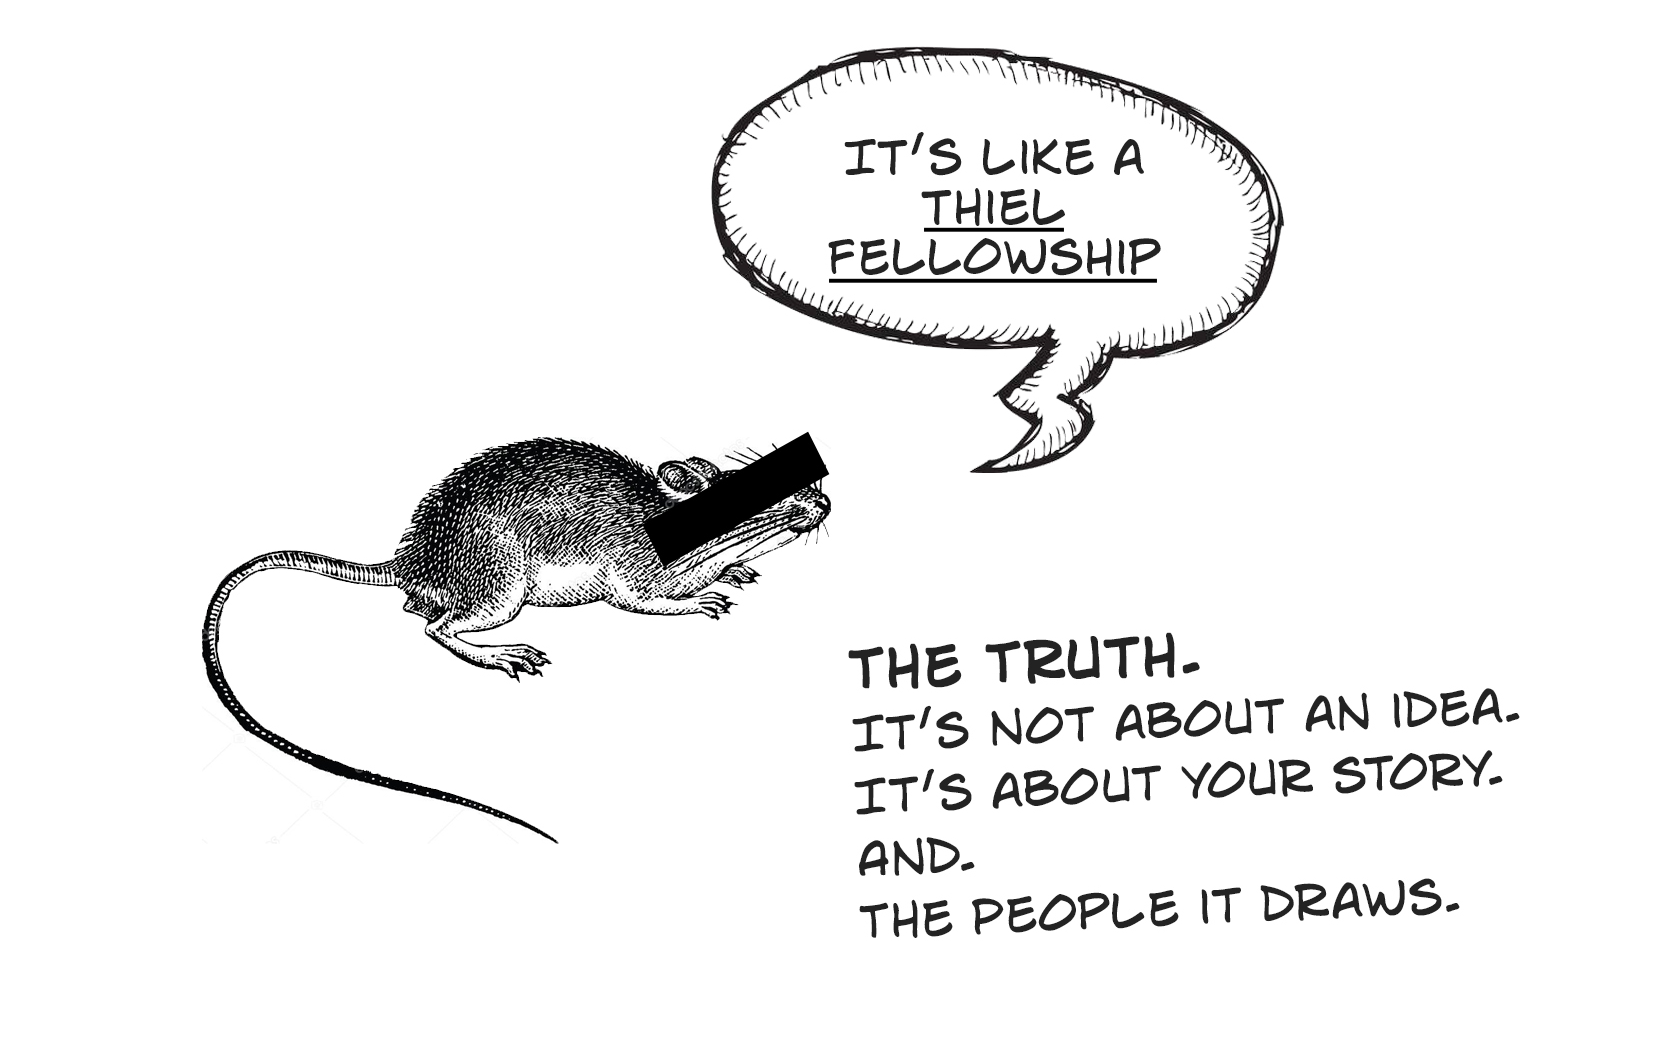 IT'S LIKE A
THIEL
FELLOWSHIP
THE TRUTH.
IT'S NOT ABOUT AN IDEA.
IT'S ABOUT YOUR STORY.
AND.
THE PEOPLE IT DRAWS.